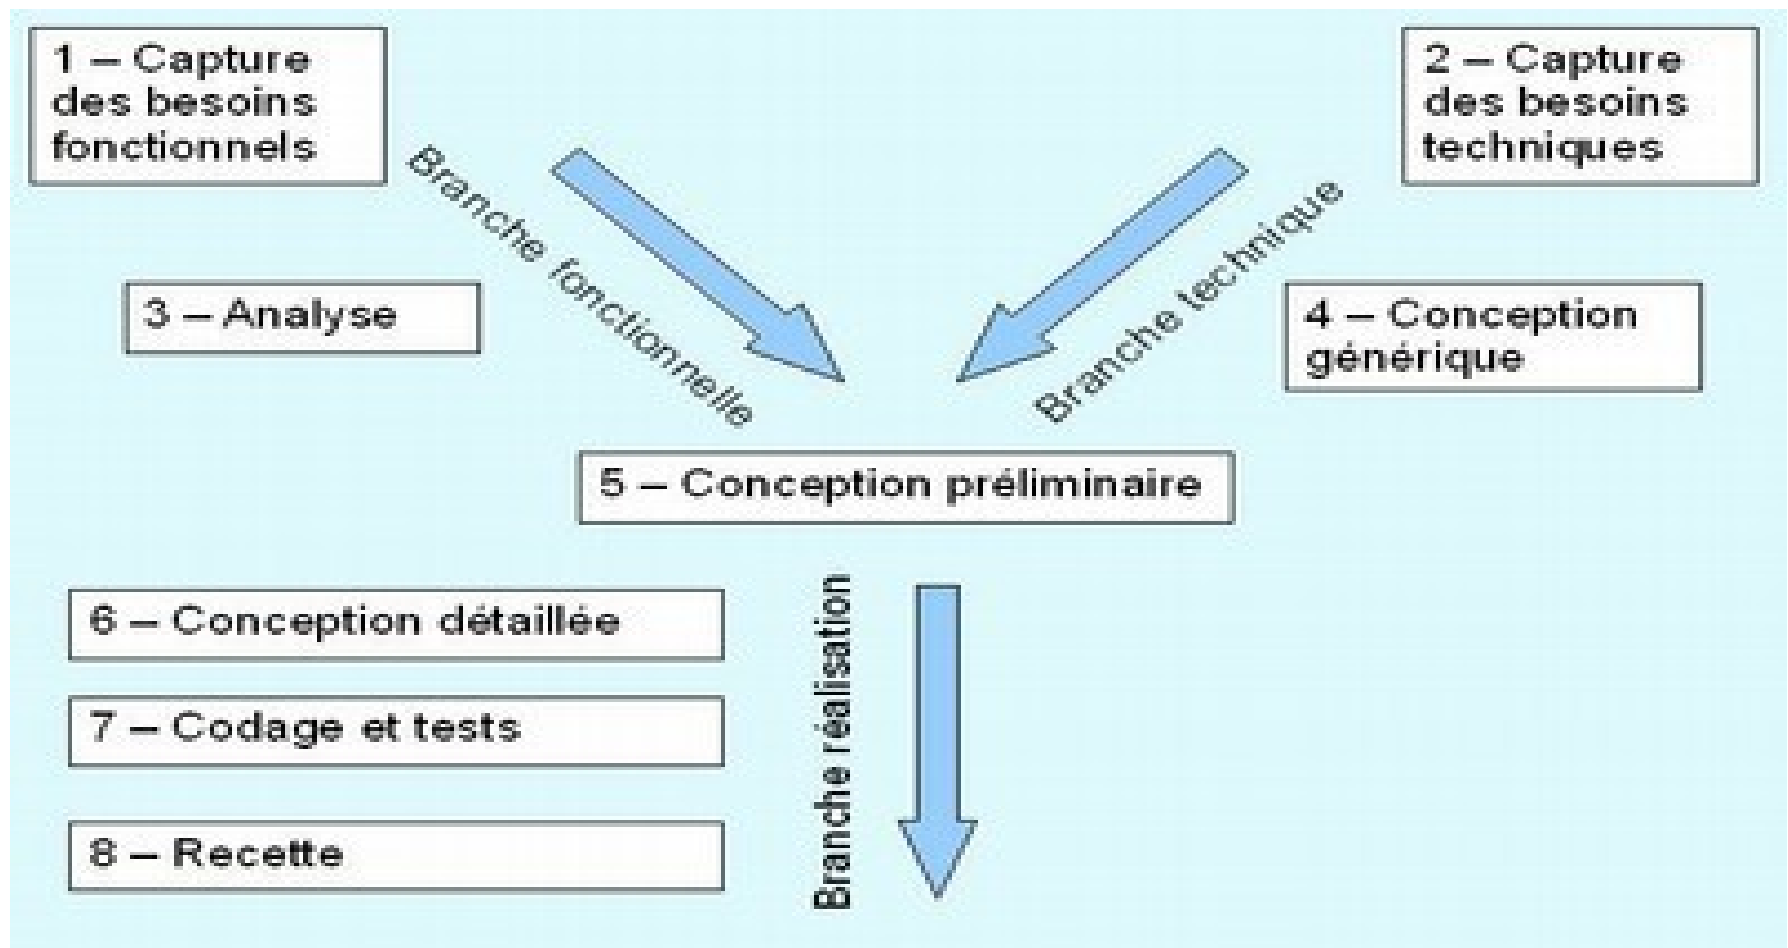 1 – Capture
des besoins
fonctionnels
2 – Capture
des besoins
techniques
Branche fonctionnelle
Branche technique
3 – Analyse
4 – Conception
générique
5 – Conception préliminaire
6 – Conception détaillée
7 – Codage et tests
8 – Recette
Branche réalisation